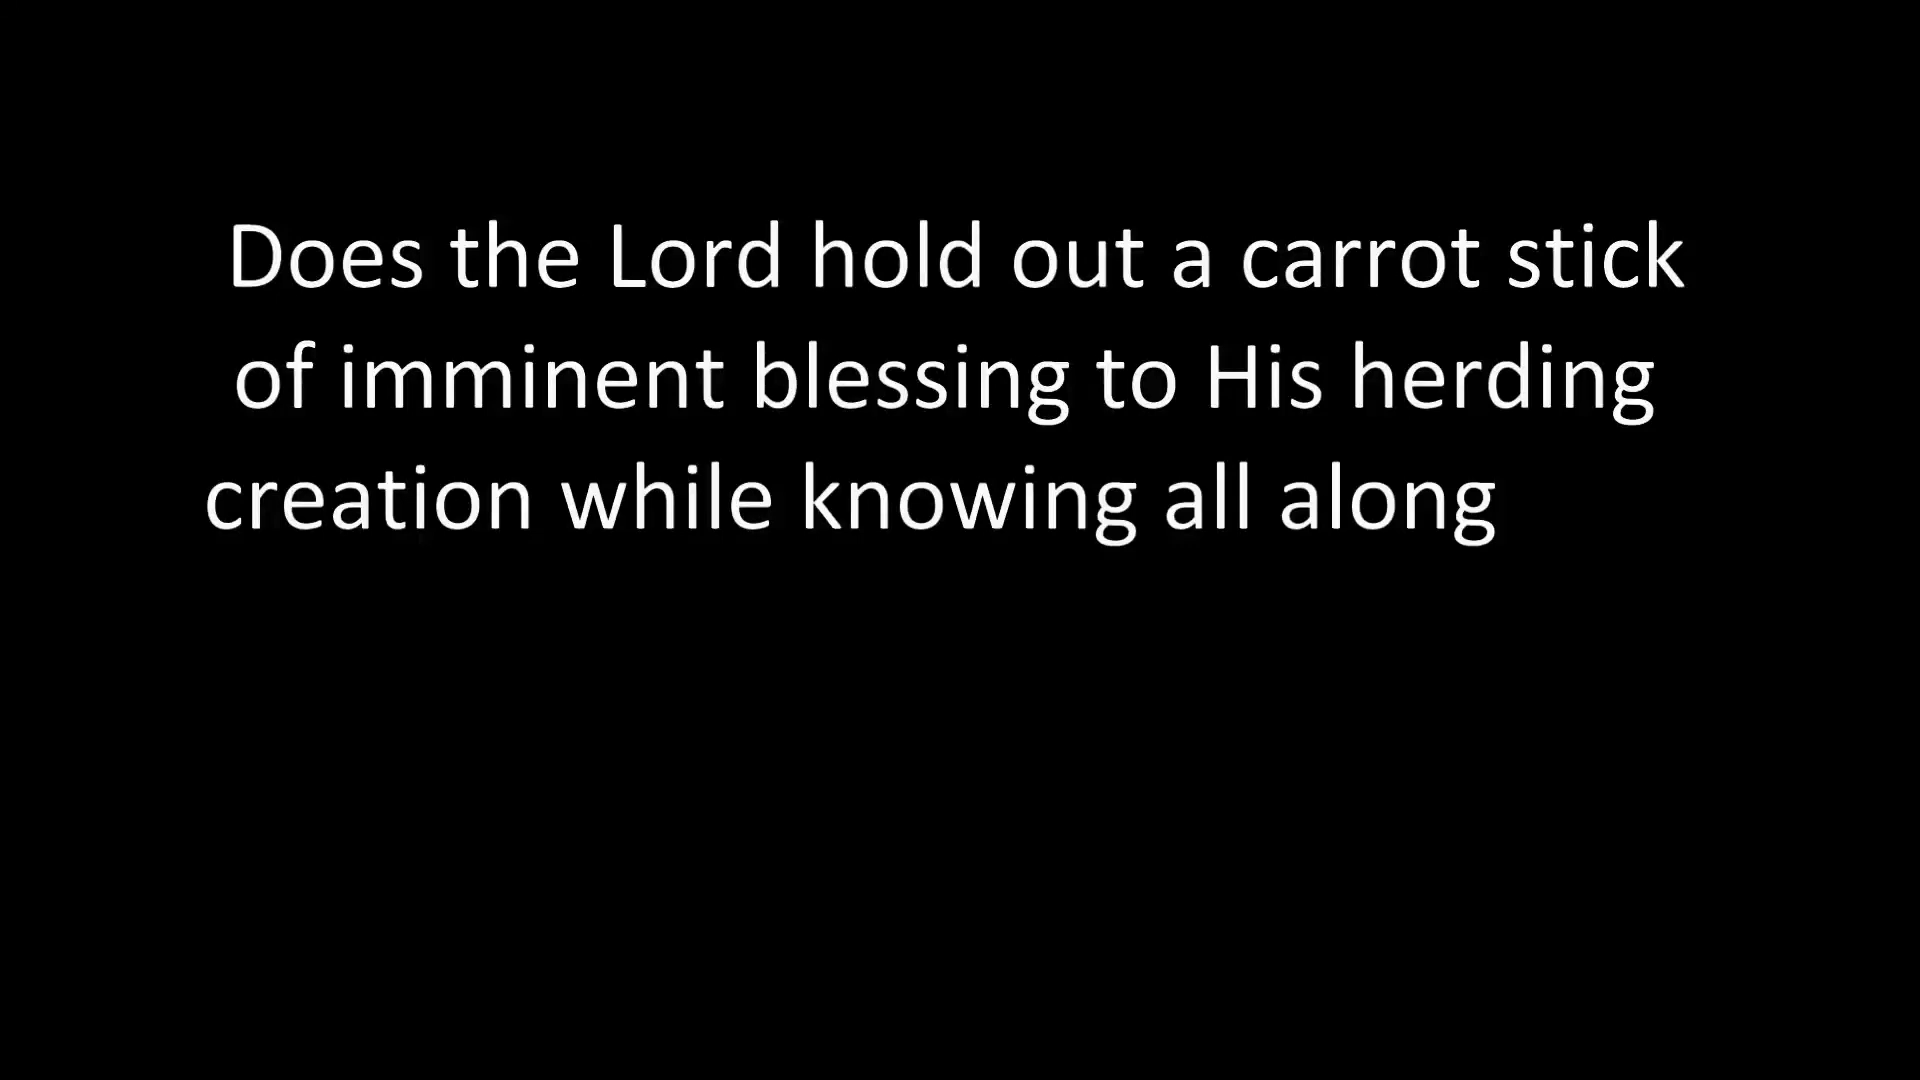 Does the Lord hold out a carrot stick
of imminent blessing to His herding
creation while knowing all along